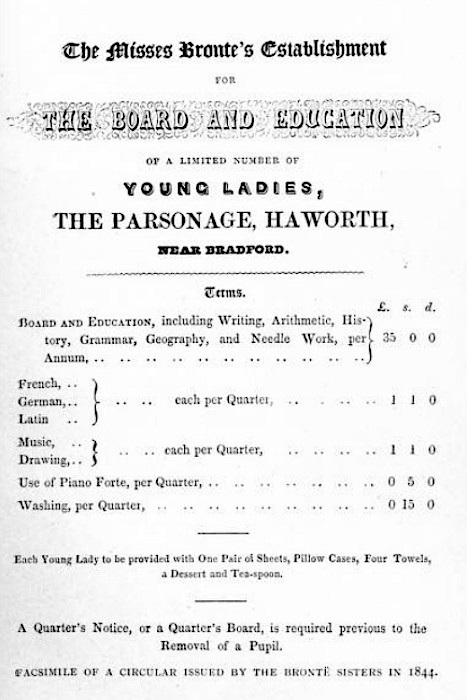 The Misses Bronte's Establishment
FOR
THE BOARD AND EDUCATION
OF A LIMITED NUMBER OF
YOUNG LADIES,
THE PARSONAGE, HAWORTH,
NEAR BRADFORD.
Terms.
£. s. d.
BOARD AND EDUCATION, including Writing, Arithmetic, His-
tory, Grammar, Geography, and Needle Work, per 35 0 0
Annum, .. .. .. .. .. .. .. .. .. .. ..
French, ..
German, .. } .. .. each per Quarter, .. .. .. .. 1 1 0
Latin ..
Music, ..
Drawing, .. } .. .. each per Quarter, .. .. .. .. 1 1 0
Use of Piano Forte, per Quarter, .. .. .. .. .. .. .. 0 5 0
Washing, per Quarter, .. .. .. .. .. .. .. .. .. 0 15 0
Each Young Lady to be provided with One Pair of Sheets, Pillow Cases, Four Towels,
a Dessert and Tea-spoon.
A Quarter's Notice, or a Quarter's Board, is required previous to the
Removal of a Pupil.
FACSIMILE OF A CIRCULAR ISSUED BY THE BRONTË SISTERS IN 1844.